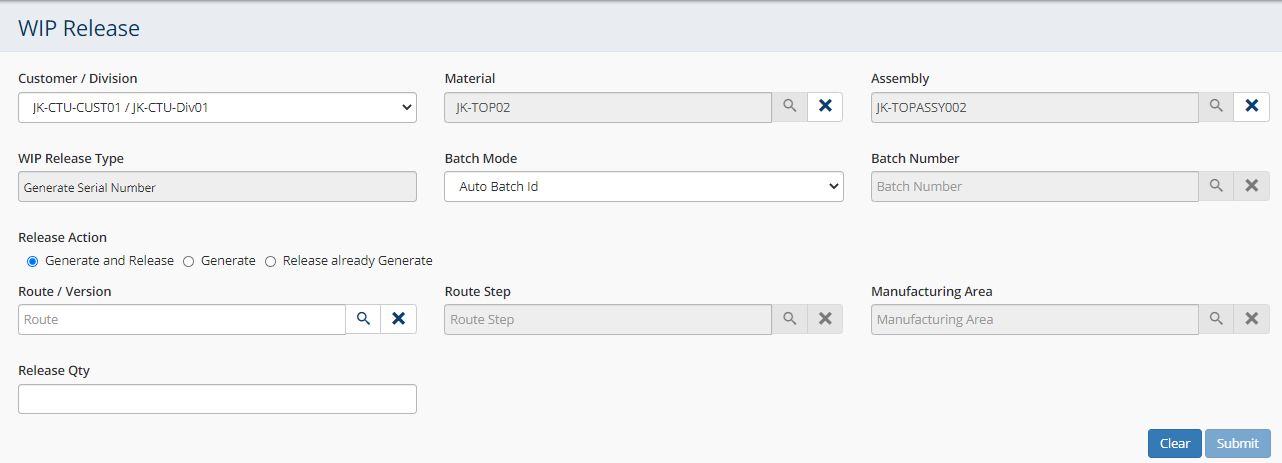 WIP Release
Customer / Division Material Assembly
JK-CTU-CUST01 / JK-CTU-Div01 JK-TOP02 JK-TOPASSY002
WIP Release Type Batch Mode Batch Number
Generate Serial Number Auto Batch Id Batch Number
Release Action
Generate and Release Generate Release already Generate
Route / Version Route Step Manufacturing Area
Route Route Step Manufacturing Area
Release Qty
Clear Submit